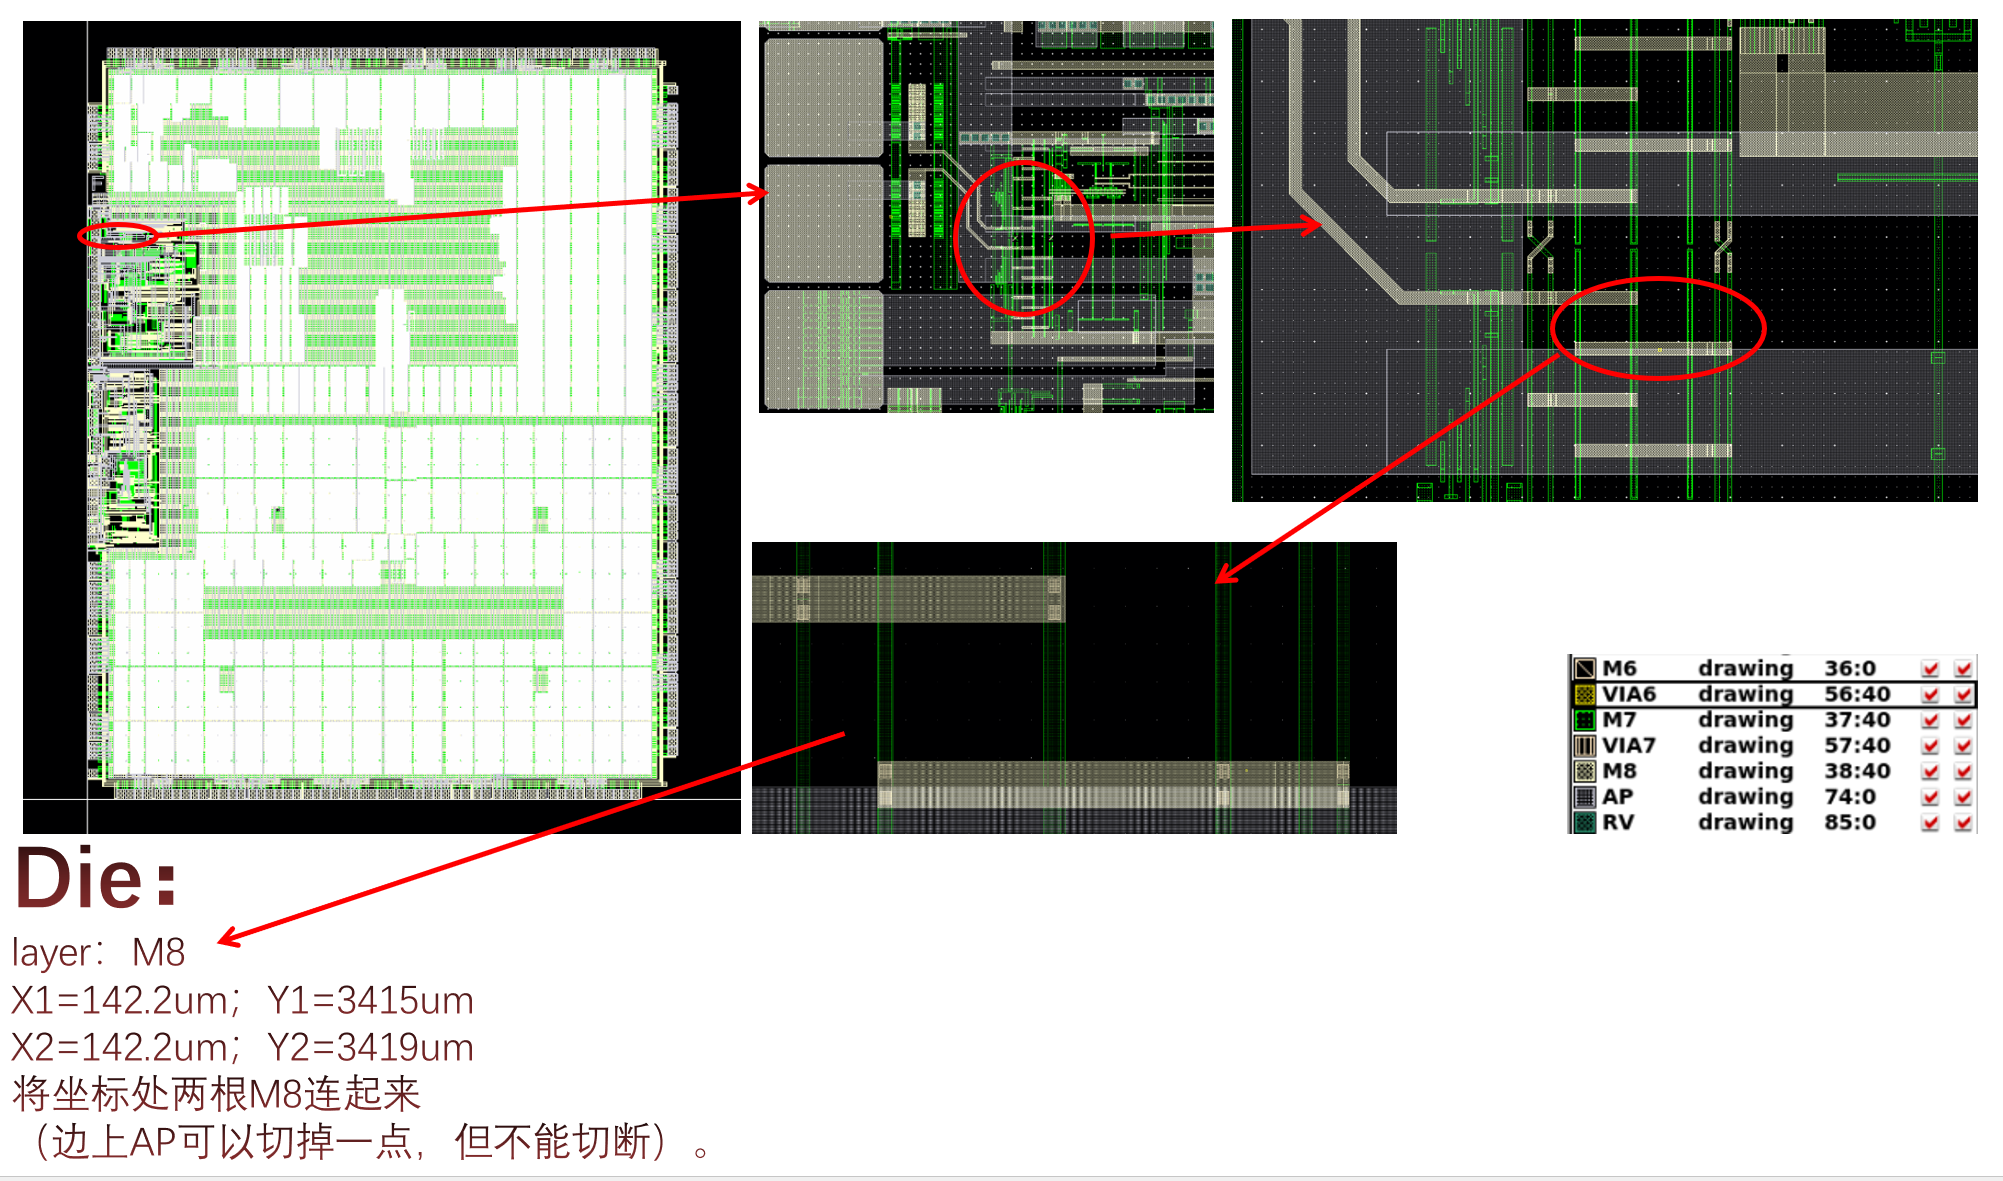 M6 drawing 36:0
VIA6 drawing 56:40
M7 drawing 37:40
VIA7 drawing 57:40
M8 drawing 38:40
AP drawing 74:0
RV drawing 85:0
Die：
layer：M8
X1=142.2um；Y1=3415um
X2=142.2um；Y2=3419um
将坐标处两根M8连起来
（边上AP可以切掉一点，但不能切断）。